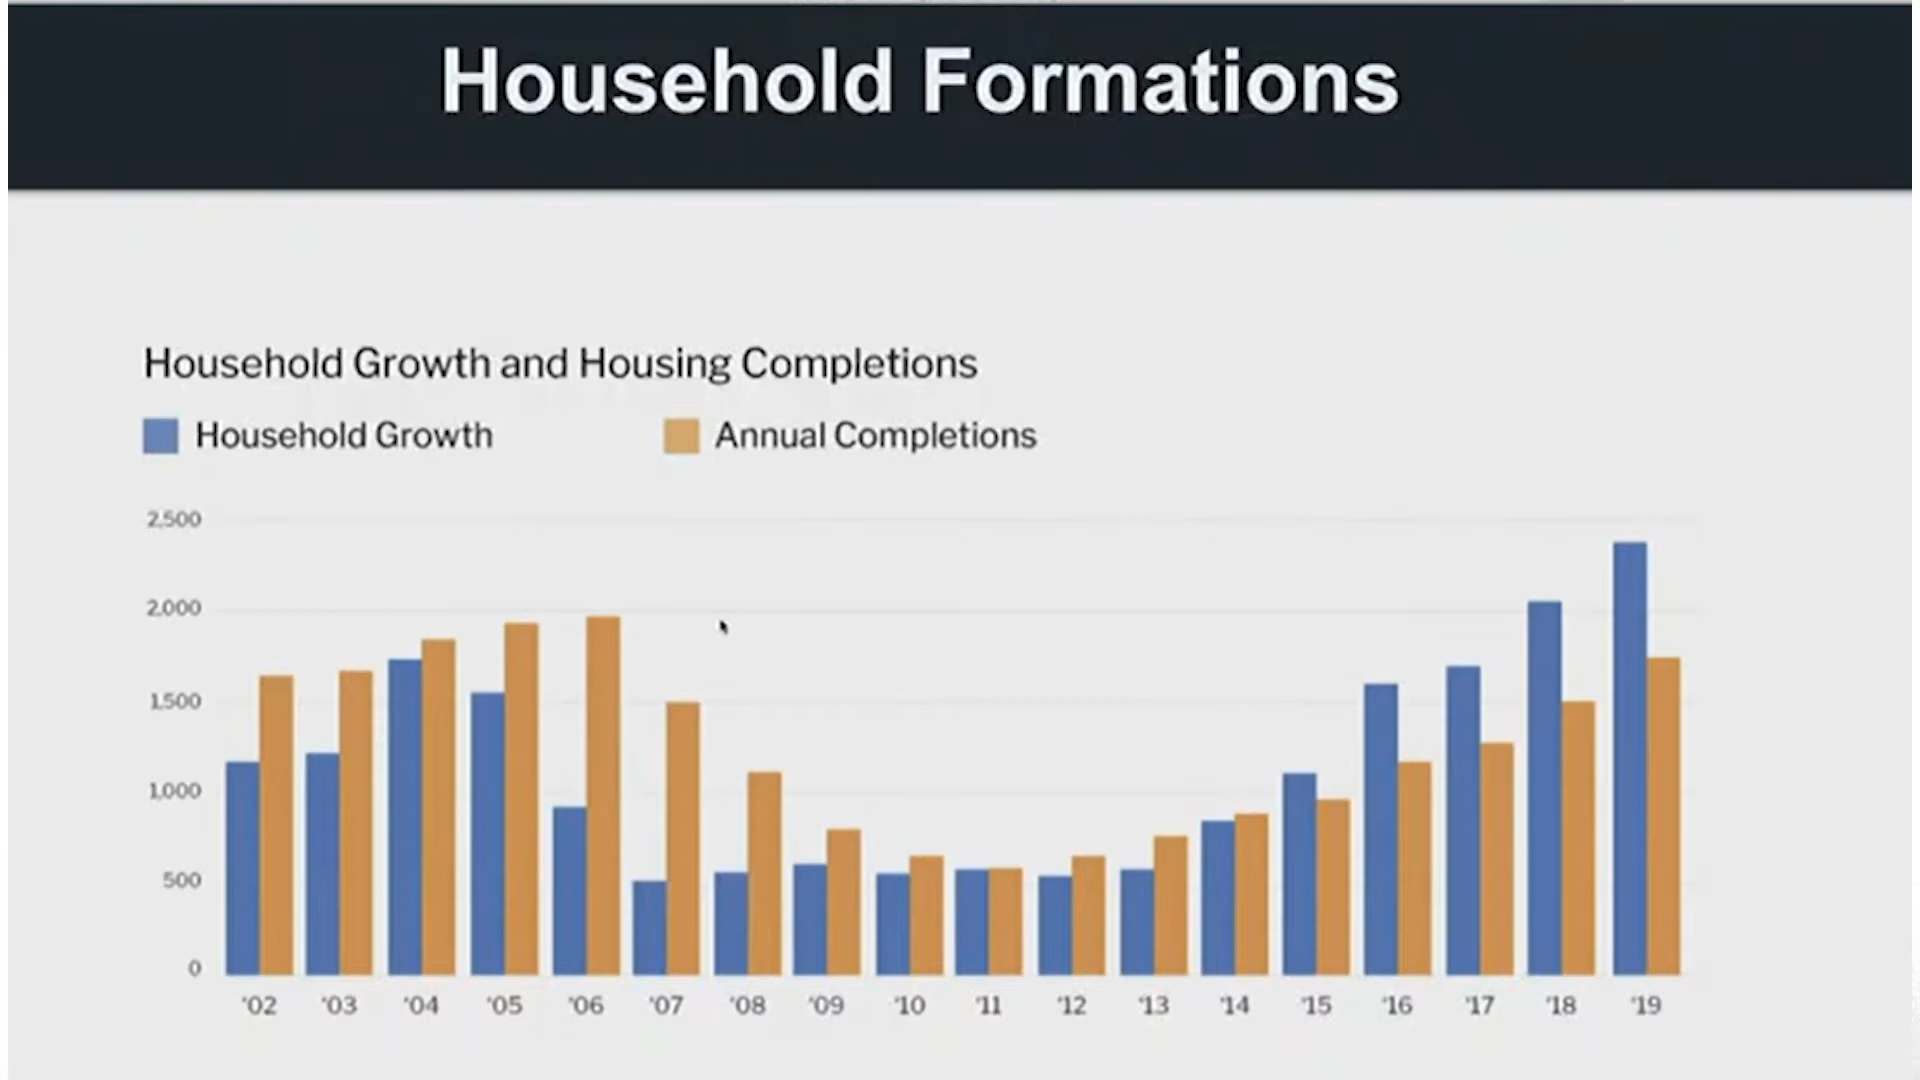 Household Formations
Household Growth and Housing Completions
Household Growth Annual Completions
2,500
2,000
1,500
1,000
500
0
'02 '03 '04 '05 '06 '07 '08 '09 '10 '11 '12 '13 '14 '15 '16 '17 '18 '19